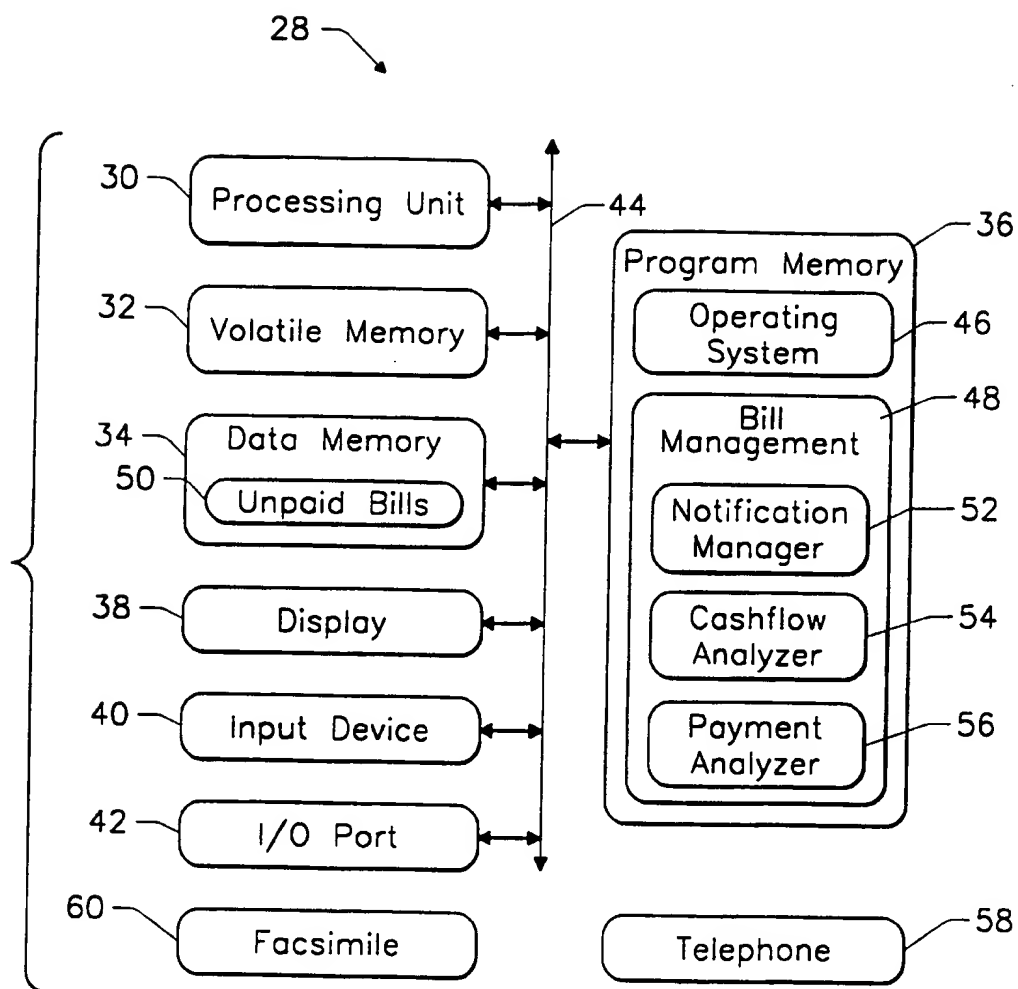 28
30
Processing Unit
44
36
Program Memory
32
Volatile Memory
Operating
System
46
34
Data Memory
50
Unpaid Bills
48
Bill
Management
Notification
Manager
52
38
Display
Cashflow
Analyzer
54
40
Input Device
Payment
Analyzer
56
42
I/O Port
60
Facsimile
Telephone
58